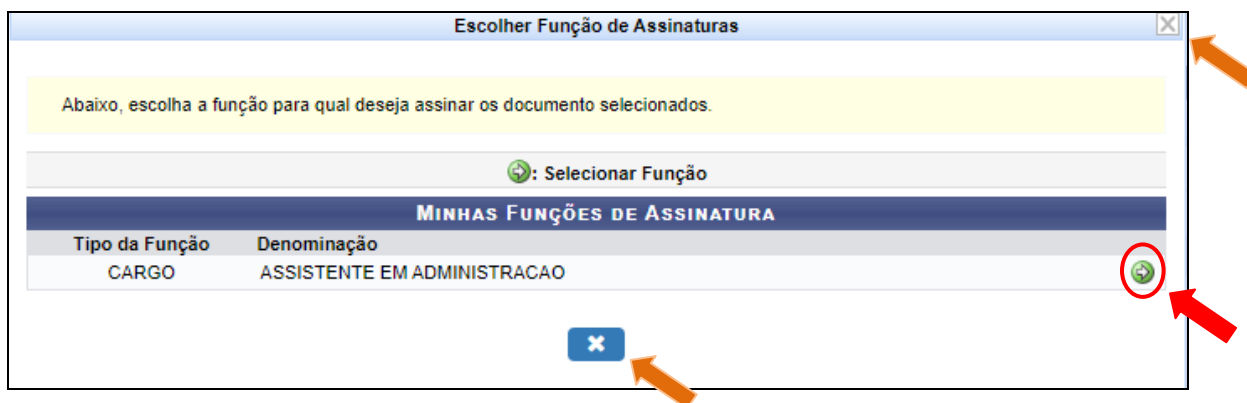 Escolher Função de Assinaturas
Abaixo, escolha a função para qual deseja assinar os documento selecionados.
: Selecionar Função
MINHAS FUNÇÕES DE ASSINATURA
Tipo da Função Denominação
CARGO ASSISTENTE EM ADMINISTRACAO